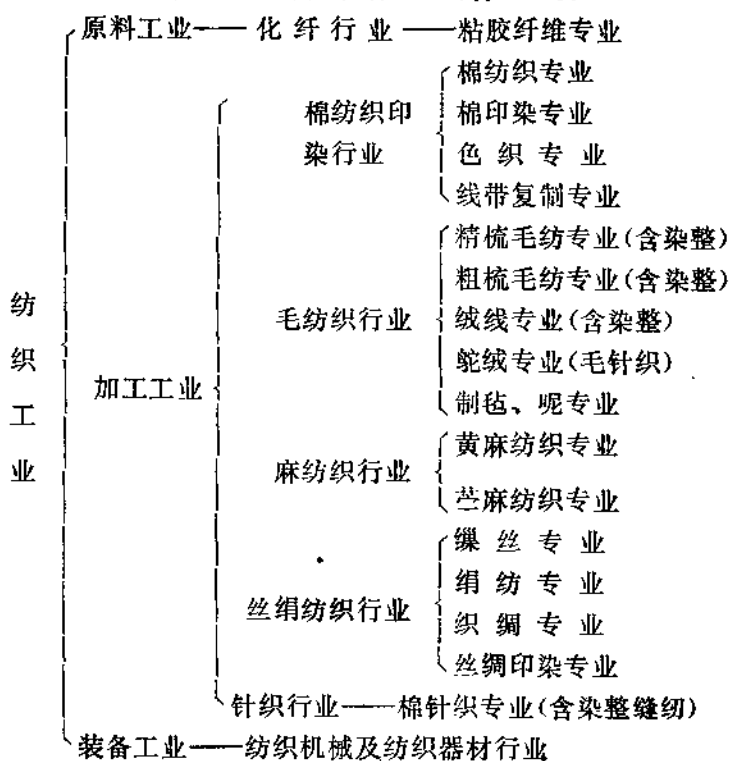 原料工业——化纤行业——粘胶纤维专业
棉纺织专业
棉纺织印
棉印染专业
染行业
色织专业
线带复制专业
精梳毛纺专业(含染整)
粗梳毛纺专业(含染整)
纺织工业
毛纺织行业
绒线专业(含染整)
驼绒专业(毛针织)
加工工业
制毡、呢专业
黄麻纺织专业
麻纺织行业
苎麻纺织专业
缫丝专业
绢纺专业
丝绢纺织行业
织绸专业
丝绸印染专业
针织行业——棉针织专业(含染整缝纫)
装备工业——纺织机械及纺织器材行业